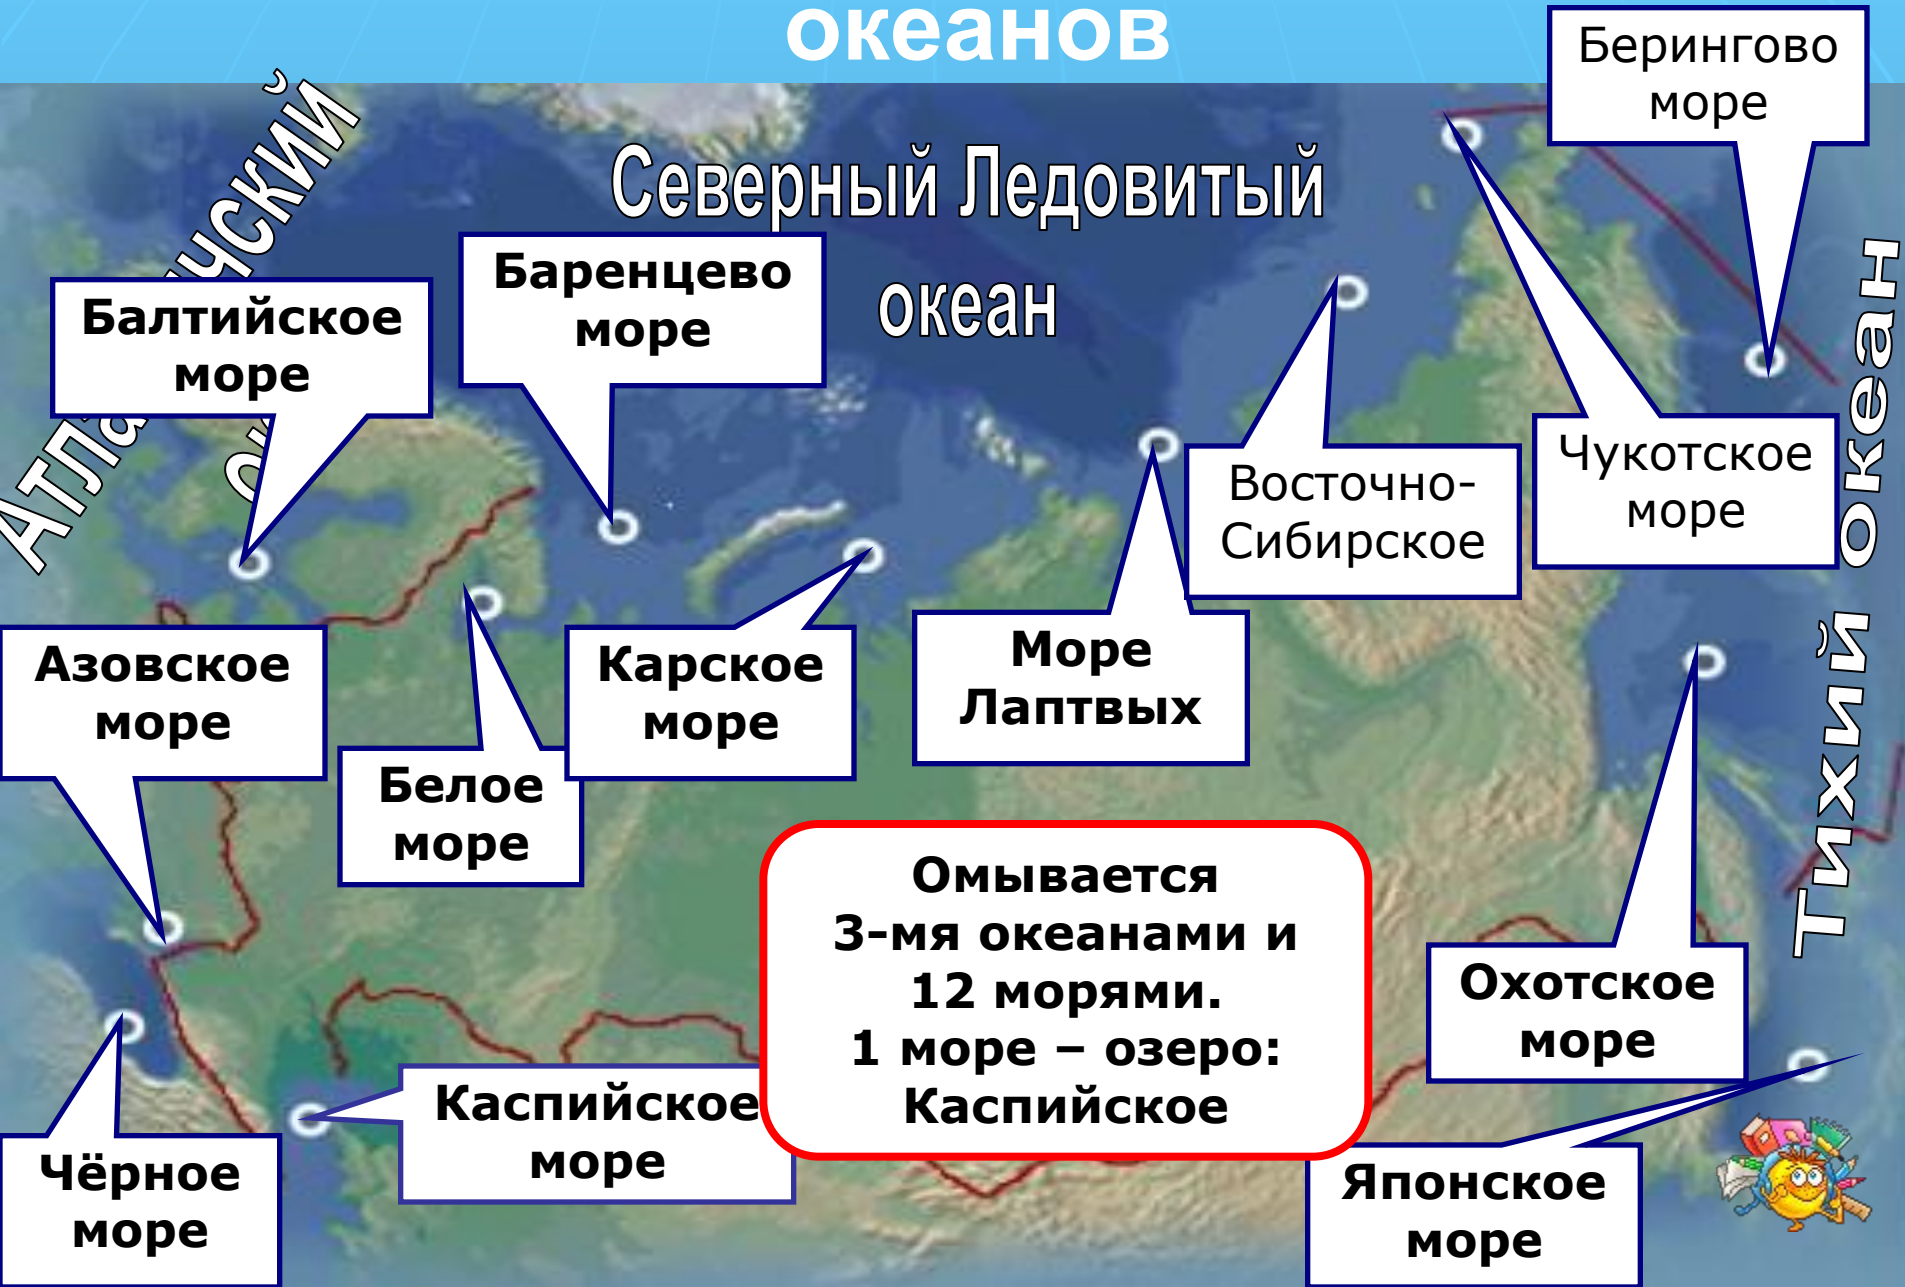 океанов
Берингово
море
Северный Ледовитый
океан
Баренцево
море
Балтийское
море
Тихий океан
Чукотское
море
Восточно-
Сибирское
Море
Лаптвых
Карское
море
Азовское
море
Белое
море
Омывается
3-мя океанами и
12 морями.
1 море – озеро:
Каспийское
Охотское
море
Каспийское
море
Чёрное
море
Японское
море